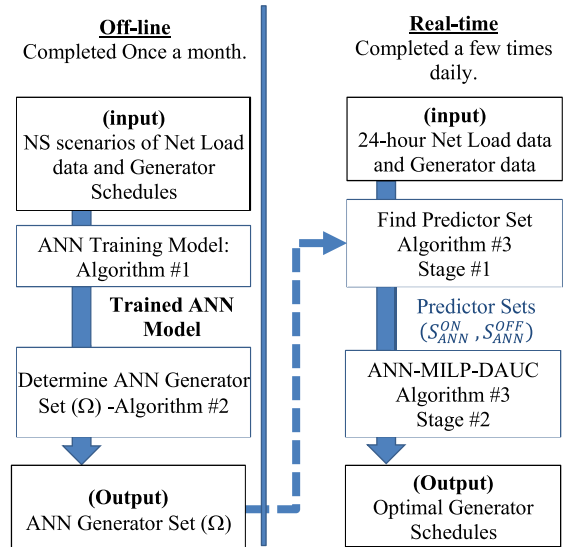 Off-line
Completed Once a month.
(input)
NS scenarios of Net Load
data and Generator
Schedules
ANN Training Model:
Algorithm #1
Trained ANN
Model
Determine ANN Generator
Set (Ω) -Algorithm #2
(Output)
ANN Generator Set (Ω)
Real-time
Completed a few times
daily.
(input)
24-hour Net Load data
and Generator data
Find Predictor Set
Algorithm #3
Stage #1
Predictor Sets
(S_ANN^ON , S_ANN^OFF)
ANN-MILP-DAUC
Algorithm #3
Stage #2
(Output)
Optimal Generator
Schedules